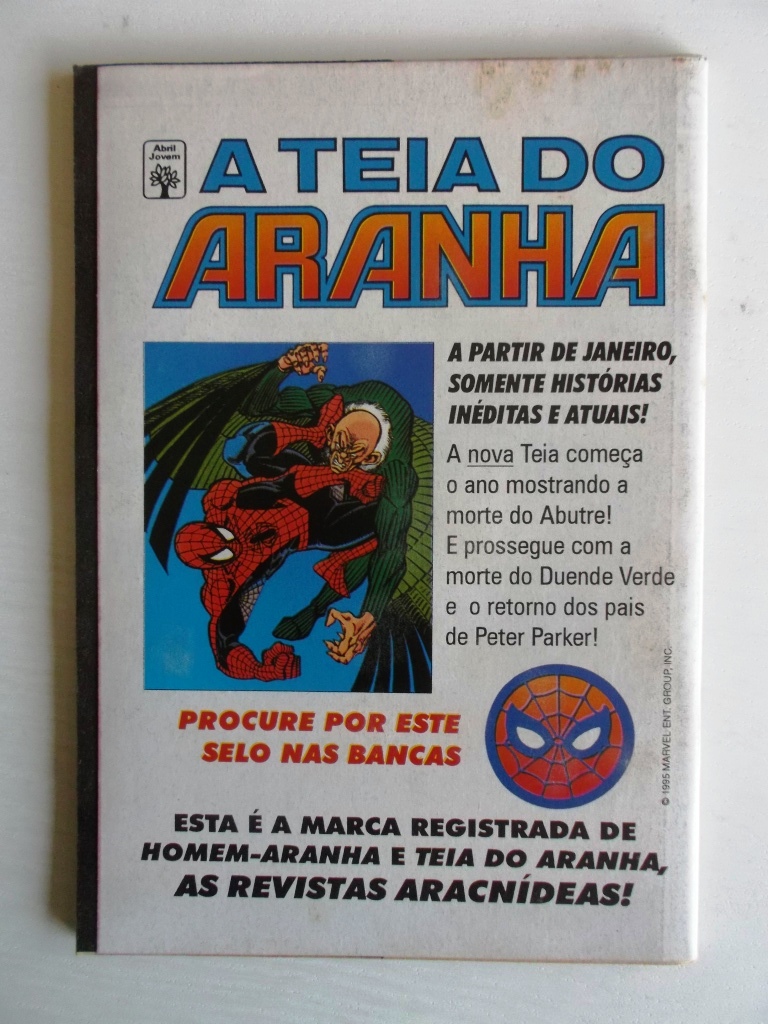 Abril
Jovem
A TEIA DO
ARANHA
A PARTIR DE JANEIRO,
SOMENTE HISTÓRIAS
INÉDITAS E ATUAIS!
A nova Teia começa
o ano mostrando a
morte do Abutre!
E prossegue com a
morte do Duende Verde
e o retorno dos pais
de Peter Parker!
PROCURE POR ESTE
SELO NAS BANCAS
© 1995 MARVEL ENT. GROUP, INC.
ESTA É A MARCA REGISTRADA DE
HOMEM-ARANHA E TEIA DO ARANHA,
AS REVISTAS ARACNÍDEAS!